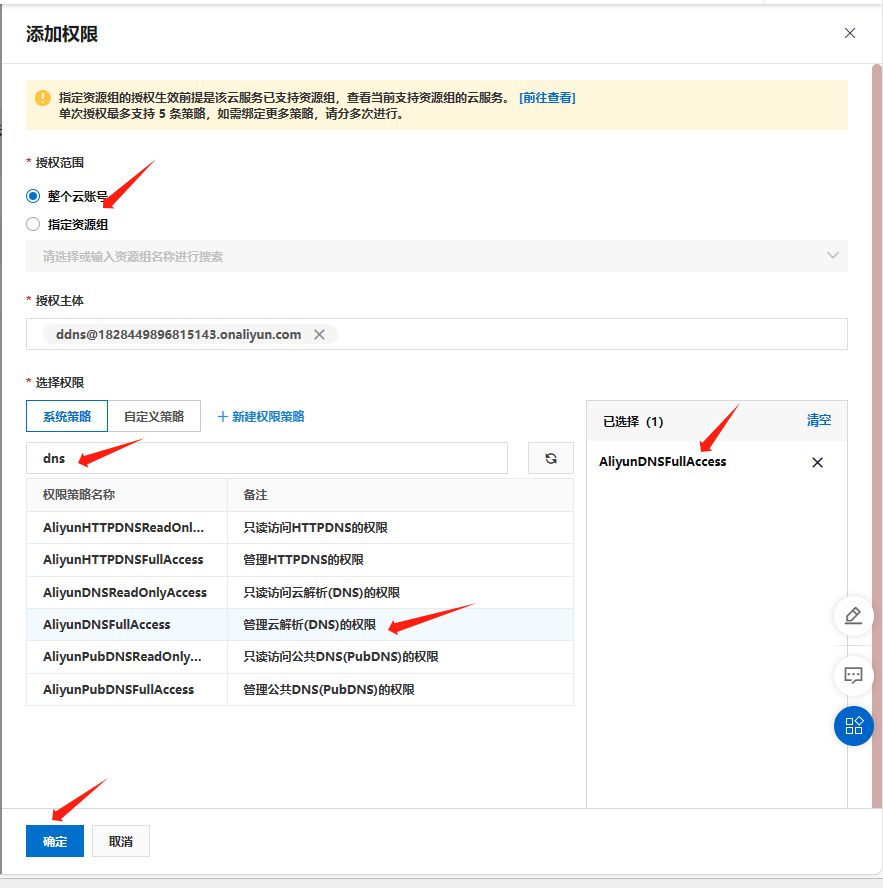 添加权限
指定资源组的授权生效前提是该云服务已支持资源组，查看当前支持资源组的云服务。 [前往查看]
单次授权最多支持 5 条策略，如需绑定更多策略，请分多次进行。
* 授权范围
整个云账号
指定资源组
请选择或输入资源组名称进行搜索
* 授权主体
ddns@1828449896815143.onaliyun.com
* 选择权限
系统策略 自定义策略 + 新建权限策略
已选择 (1) 清空
dns
AliyunDNSFullAccess
权限策略名称 备注
AliyunHTTPDNSReadOnl... 只读访问HTTPDNS的权限
AliyunHTTPDNSFullAccess 管理HTTPDNS的权限
AliyunDNSReadOnlyAccess 只读访问云解析(DNS)的权限
AliyunDNSFullAccess 管理云解析(DNS)的权限
AliyunPubDNSReadOnly... 只读访问公共DNS(PubDNS)的权限
AliyunPubDNSFullAccess 管理公共DNS(PubDNS)的权限
确定 取消